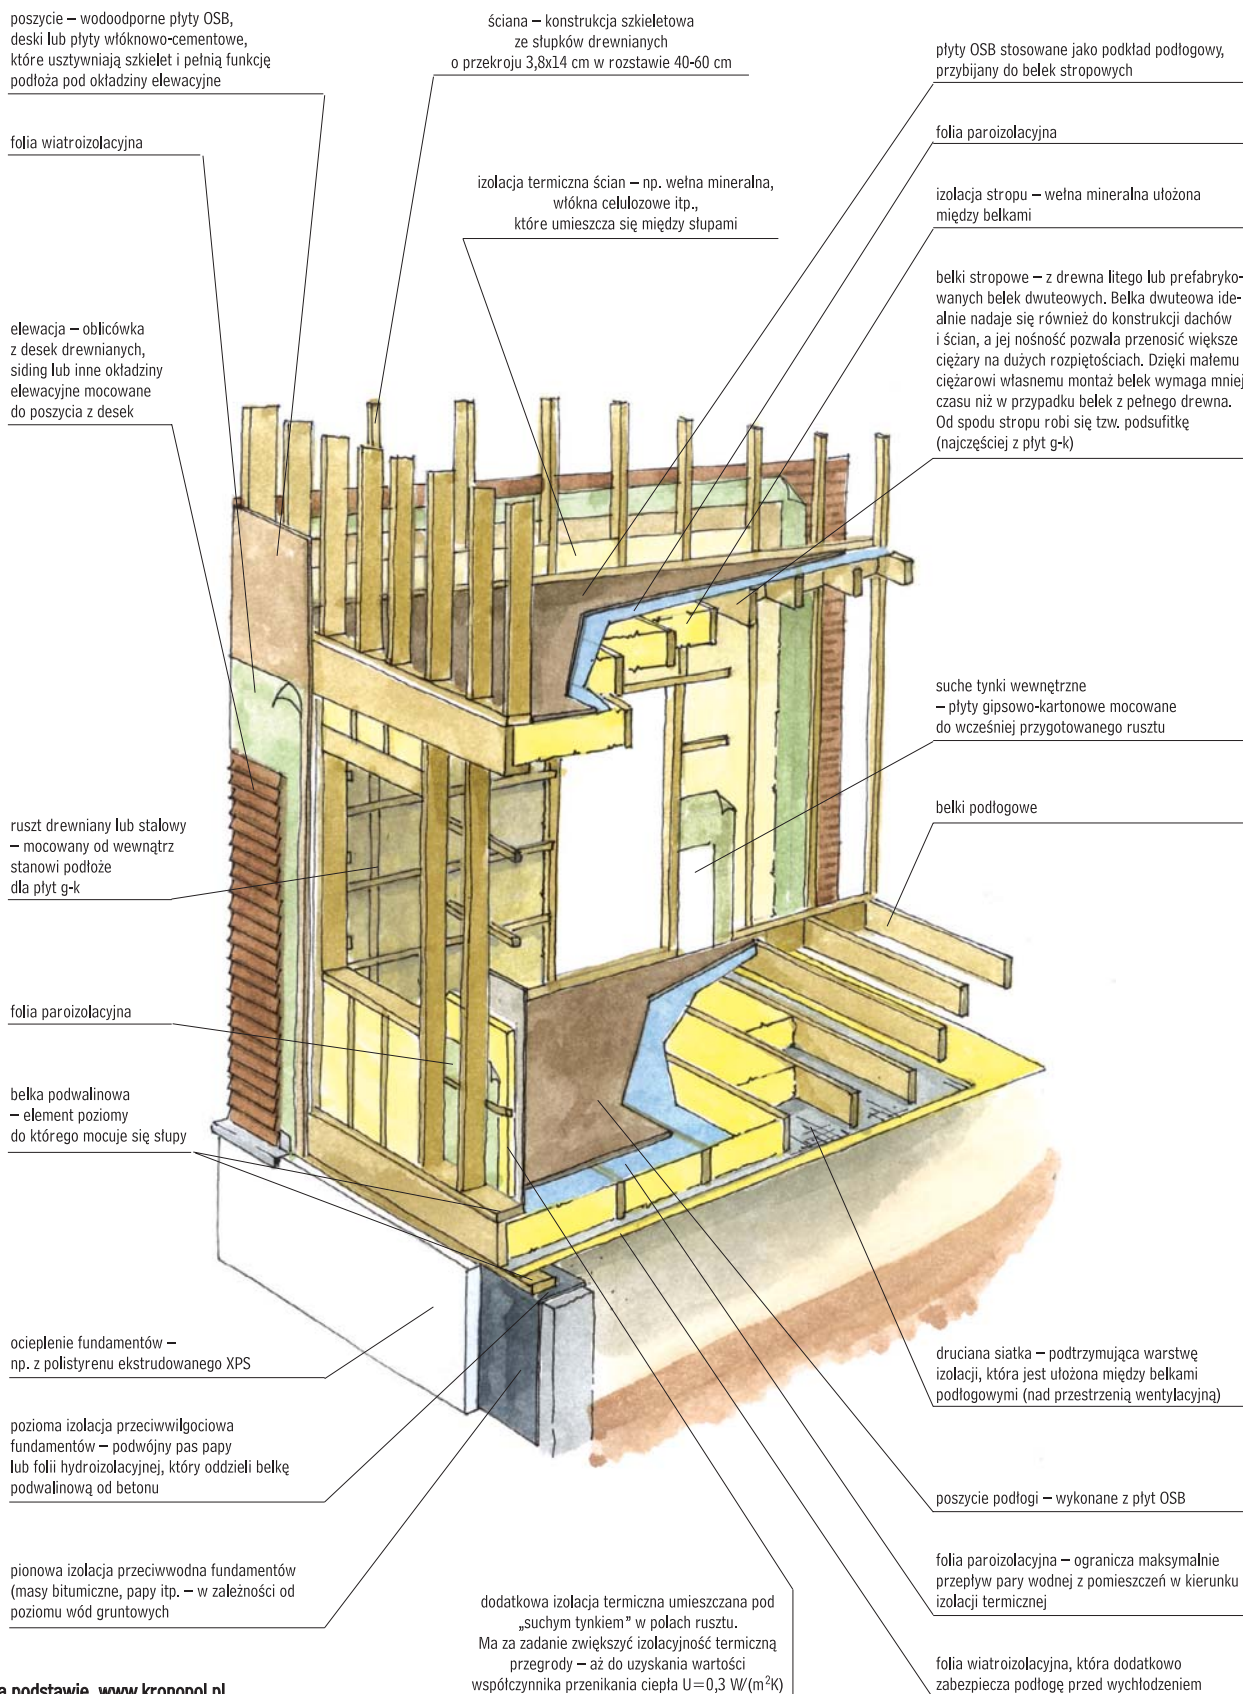 poszycie – wodoodporne płyty OSB,
deski lub płyty włóknowo-cementowe,
które usztywniają szkielet i pełnią funkcję
podłoża pod okładziny elewacyjne
folia wiatroizolacyjna
elewacja – oblicówka
z desek drewnianych,
siding lub inne okładziny
elewacyjne mocowane
do poszycia z desek
ruszt drewniany lub stalowy
– mocowany od wewnątrz
stanowi podłoże
dla płyt g-k
folia paroizolacyjna
belka podwalinowa
– element poziomy
do którego mocuje się słupy
ocieplenie fundamentów –
np. z polistyrenu ekstrudowanego XPS
pozioma izolacja przeciwwilgociowa
fundamentów – podwójny pas papy
lub folii hydroizolacyjnej, który oddzieli belkę
podwalinową od betonu
pionowa izolacja przeciwwodna fundamentów
(masy bitumiczne, papy itp. – w zależności od
poziomu wód gruntowych
ściana – konstrukcja szkieletowa
ze słupków drewnianych
o przekroju 3,8x14 cm w rozstawie 40-60 cm
izolacja termiczna ścian – np. wełna mineralna,
włókna celulozowe itp.,
które umieszcza się między słupami
dodatkowa izolacja termiczna umieszczana pod
„suchym tynkiem” w polach rusztu.
Ma za zadanie zwiększyć izolacyjność termiczną
przegrody – aż do uzyskania wartości
współczynnika przenikania ciepła U=0,3 W/(m²K)
płyty OSB stosowane jako podkład podłogowy,
przybijany do belek stropowych
folia paroizolacyjna
izolacja stropu – wełna mineralna ułożona
między belkami
belki stropowe – z drewna litego lub prefabryko-
wanych belek dwuteowych. Belka dwuteowa ide-
alnie nadaje się również do konstrukcji dachów
i ścian, a jej nośność pozwala przenosić większe
ciężary na dużych rozpiętościach. Dzięki małemu
ciężarowi własnemu montaż belek wymaga mniej
czasu niż w przypadku belek z pełnego drewna.
Od spodu stropu robi się tzw. podsufitkę
(najczęściej z płyt g-k)
suche tynki wewnętrzne
– płyty gipsowo-kartonowe mocowane
do wcześniej przygotowanego rusztu
belki podłogowe
druciana siatka – podtrzymująca warstwę
izolacji, która jest ułożona między belkami
podłogowymi (nad przestrzenią wentylacyjną)
poszycie podłogi – wykonane z płyt OSB
folia paroizolacyjna – ogranicza maksymalnie
przepływ pary wodnej z pomieszczeń w kierunku
izolacji termicznej
folia wiatroizolacyjna, która dodatkowo
zabezpiecza podłogę przed wychłodzeniem
a podstawie www.kronopol.pl